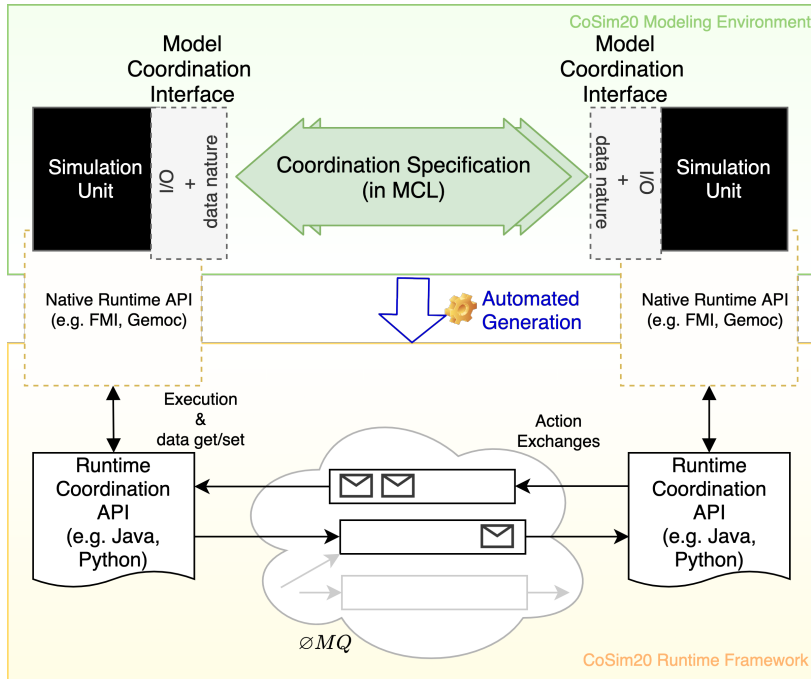 CoSim20 Modeling Environment
Model
Coordination
Interface
Model
Coordination
Interface
Simulation
Unit
I/O
+
data nature
Coordination Specification
(in MCL)
data nature
+
I/O
Simulation
Unit
Native Runtime API
(e.g. FMI, Gemoc)
Automated
Generation
Native Runtime API
(e.g. FMI, Gemoc)
Execution
&
data get/set
Action
Exchanges
Runtime
Coordination
API
(e.g. Java,
Python)
Runtime
Coordination
API
(e.g. Java,
Python)
∅MQ
CoSim20 Runtime Framework